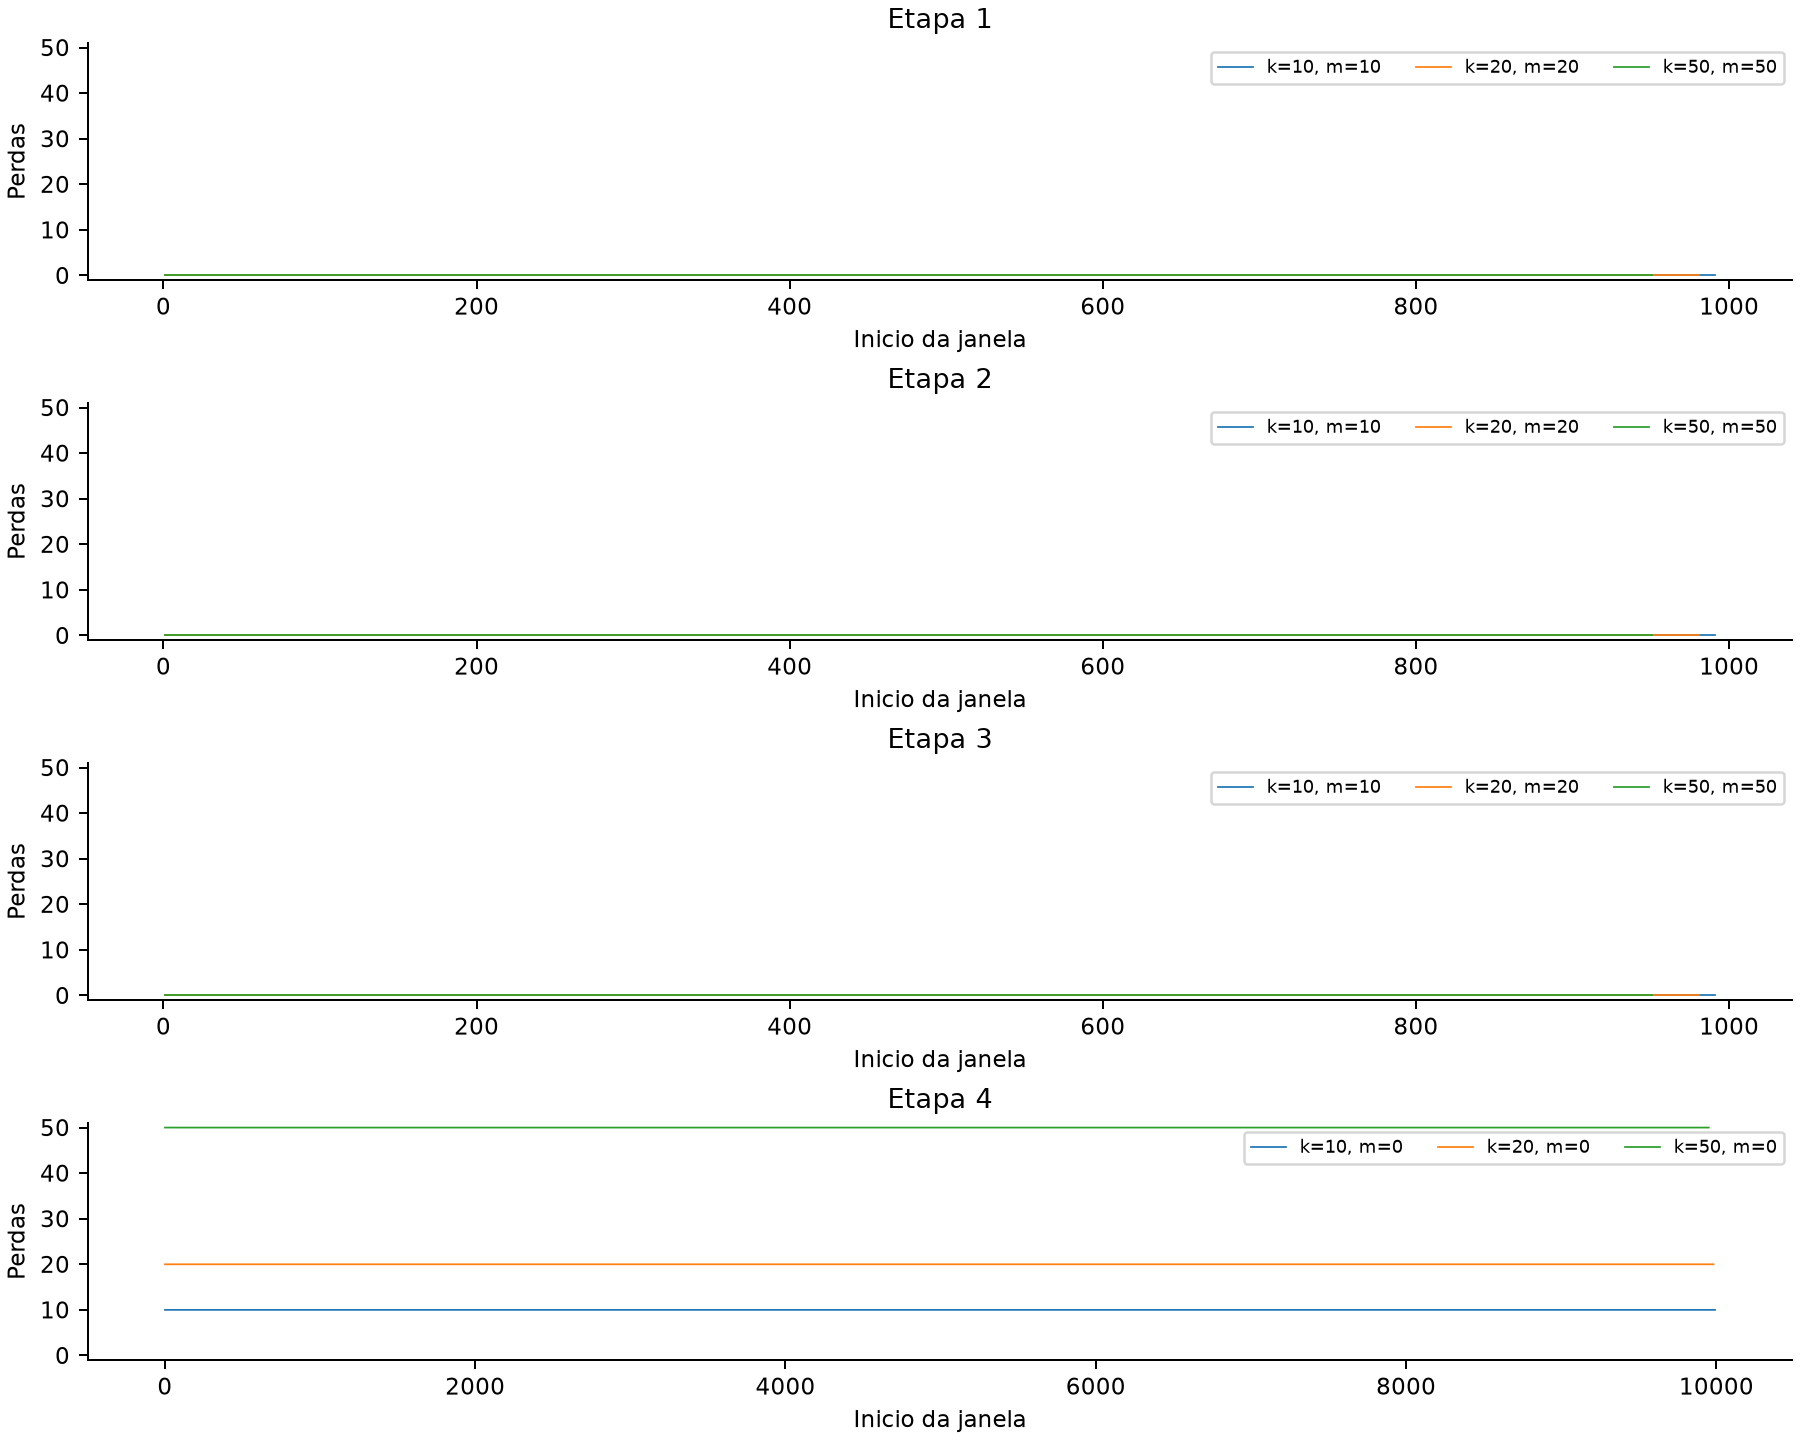 Etapa 1
50
40
30
20
10
0
Perdas
k=10, m=10 k=20, m=20 k=50, m=50
0 200 400 600 800 1000
Inicio da janela
Etapa 2
50
40
30
20
10
0
Perdas
k=10, m=10 k=20, m=20 k=50, m=50
0 200 400 600 800 1000
Inicio da janela
Etapa 3
50
40
30
20
10
0
Perdas
k=10, m=10 k=20, m=20 k=50, m=50
0 200 400 600 800 1000
Inicio da janela
Etapa 4
50
40
30
20
10
0
Perdas
k=10, m=0 k=20, m=0 k=50, m=0
0 2000 4000 6000 8000 10000
Inicio da janela